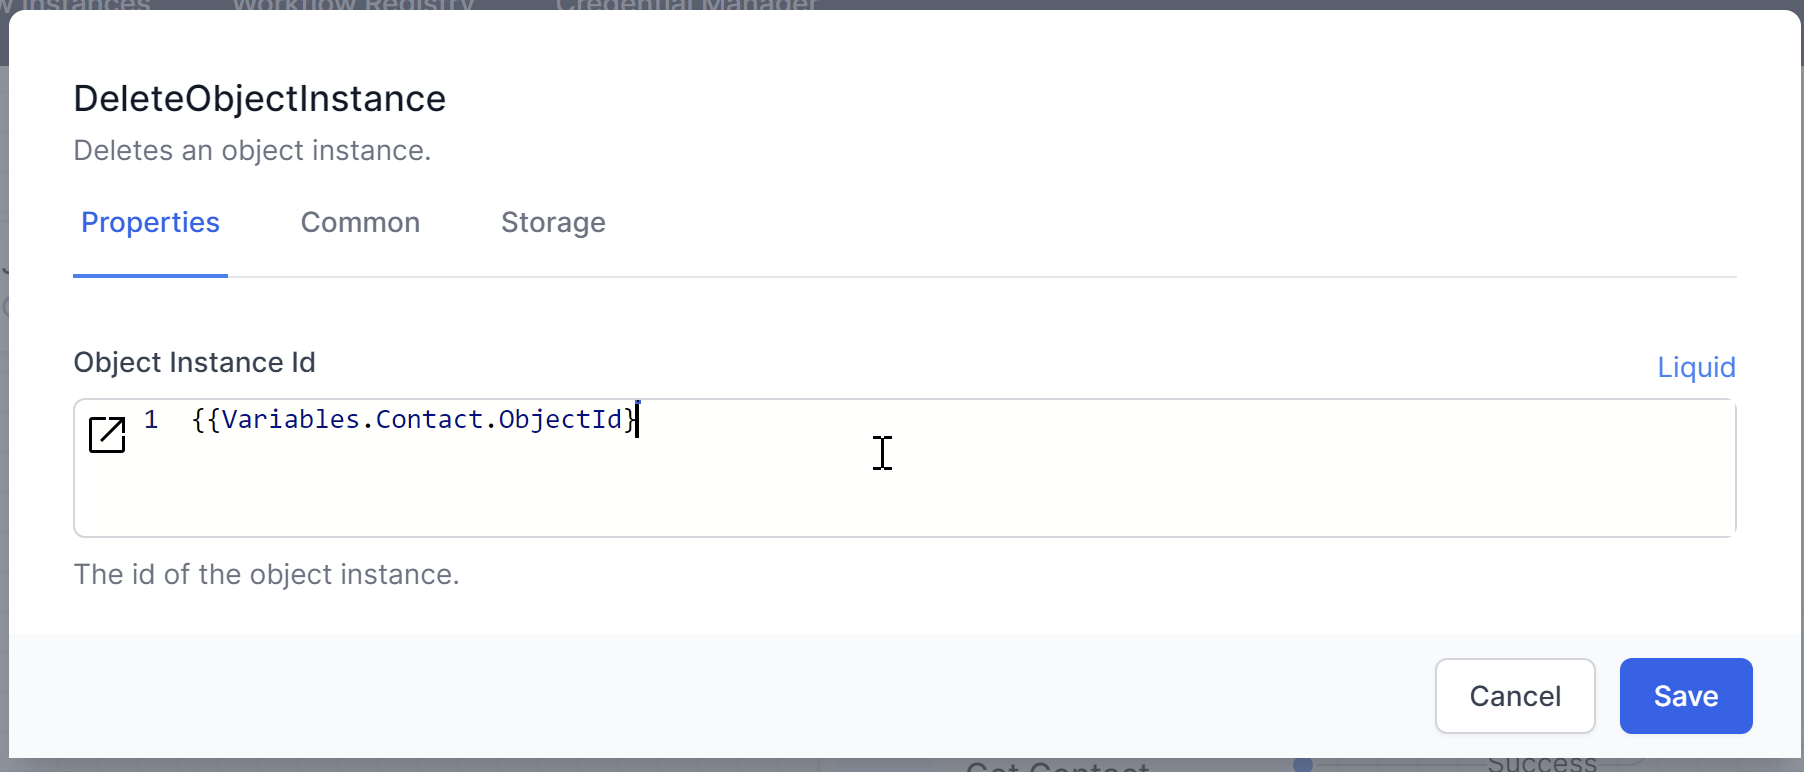 Instances Workflow Registry Credential Manager
DeleteObjectInstance
Deletes an object instance.
Properties Common Storage
Object Instance Id
Liquid
1 {{Variables.Contact.ObjectId}
The id of the object instance.
Cancel Save
Get Contact Success